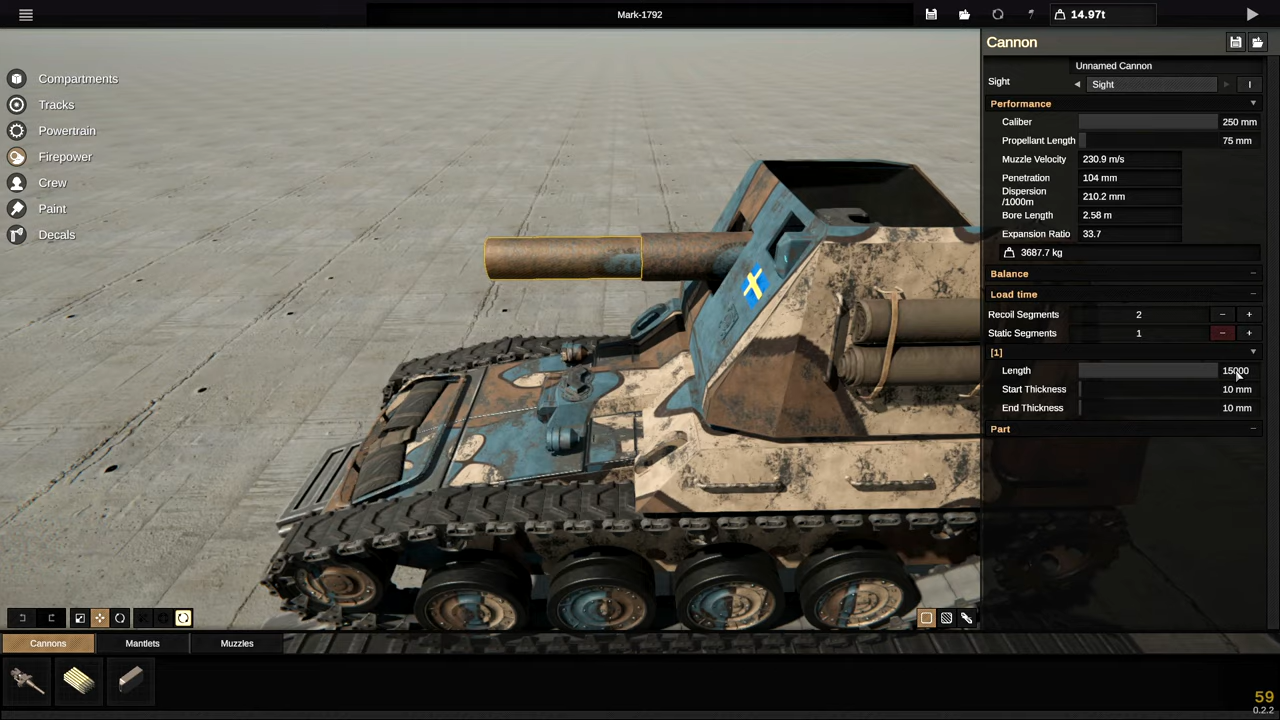 Mark-1792
14.97t
Compartments
Tracks
Powertrain
Firepower
Crew
Paint
Decals
Cannon
Unnamed Cannon
Sight
Sight
I
Performance
Caliber 250 mm
Propellant Length 75 mm
Muzzle Velocity 230.9 m/s
Penetration 104 mm
Dispersion
/1000m 210.2 mm
Bore Length 2.58 m
Expansion Ratio 33.7
3687.7 kg
Balance
Load time
Recoil Segments 2 − +
Static Segments 1 − +
[1]
Length 15000
Start Thickness 10 mm
End Thickness 10 mm
Part
Cannons Mantlets Muzzles
59
0.2.2